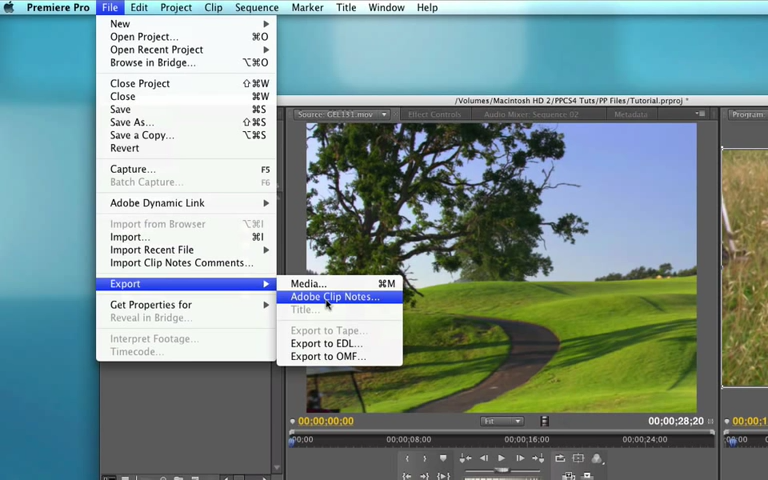 Premiere Pro File Edit Project Clip Sequence Marker Title Window Help
New
Open Project... ⌘O
Open Recent Project
Browse in Bridge... ⌥⌘O
Close Project ⇧⌘W
Close ⌘W
Save ⌘S
Save As... ⇧⌘S
Save a Copy... ⌥⌘S
Revert
Capture... F5
Batch Capture... F6
Adobe Dynamic Link
Import from Browser ⌥⌘I
Import... ⌘I
Import Recent File
Import Clip Notes Comments...
Export
Get Properties for
Reveal in Bridge...
Interpret Footage...
Timecode...
Media... ⌘M
Adobe Clip Notes...
Title...
Export to Tape...
Export to EDL...
Export to OMF...
/Volumes/Macintosh HD 2/PPCS4 Tuts/PP Files/Tutorial.prproj *
Source: GEL131.mov Effect Controls Audio Mixer: Sequence 02 Metadata
00;00;00;00 Fit 00;00;28;20
00;00 00;00;08;00 00;00;16;00 00;00;24;00